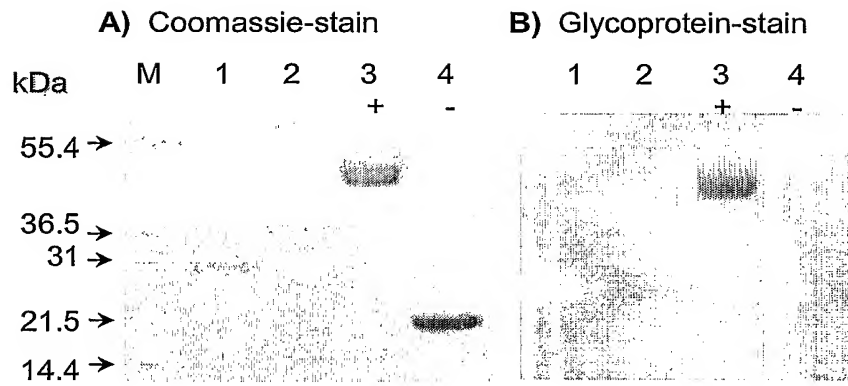 A) Coomassie-stain B) Glycoprotein-stain
kDa M 1 2 3 4 1 2 3 4
+ - + -
55.4
36.5
31
21.5
14.4